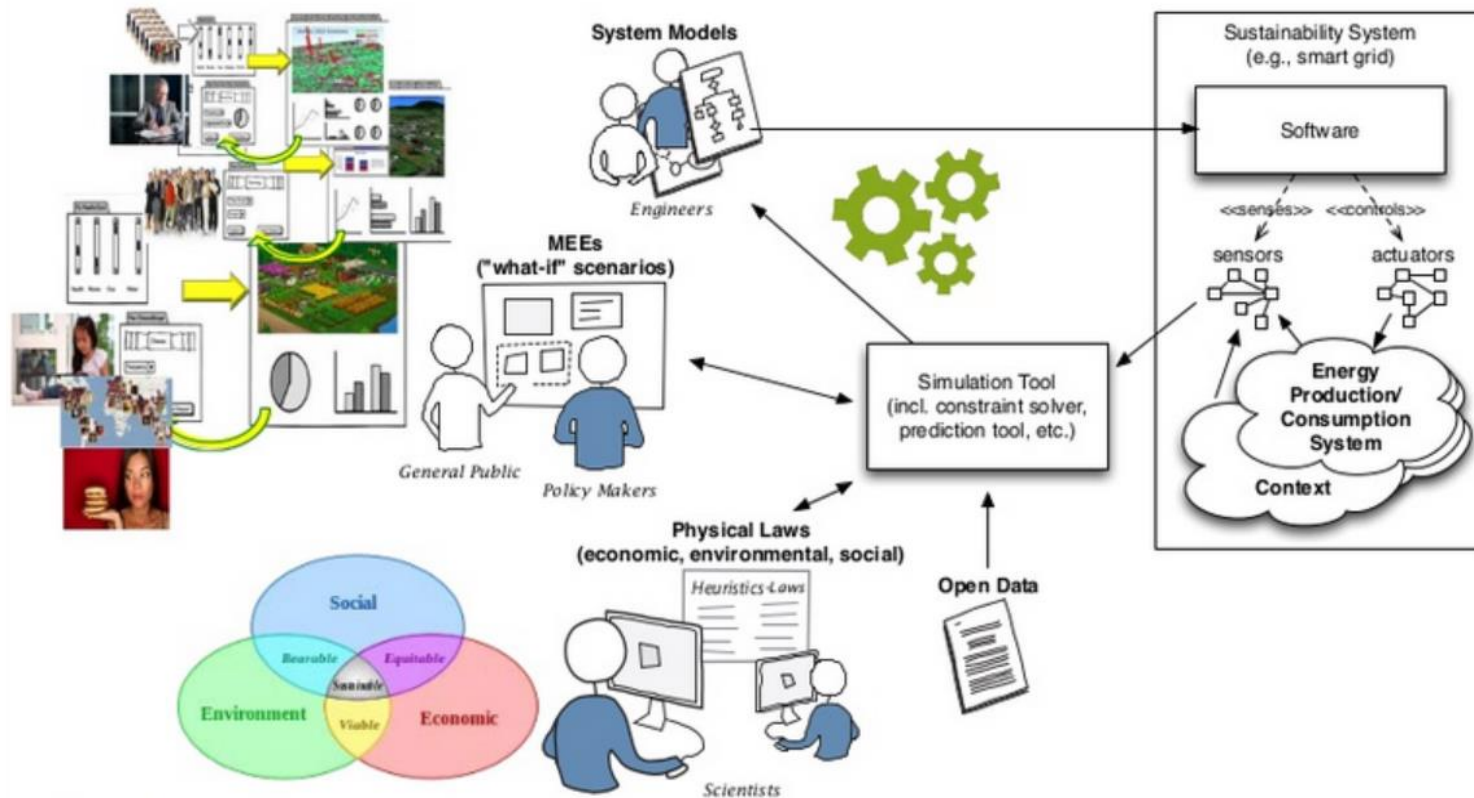 System Models
Engineers
MEEs
("what-if" scenarios)
General Public
Policy Makers
Physical Laws
(economic, environmental, social)
Heuristics-Laws
Scientists
Open Data
Simulation Tool
(incl. constraint solver,
prediction tool, etc.)
Sustainability System
(e.g., smart grid)
Software
<<senses>>
<<controls>>
sensors
actuators
Energy
Production/
Consumption
System
Context
Social
Bearable
Equitable
Environment
Viable
Economic